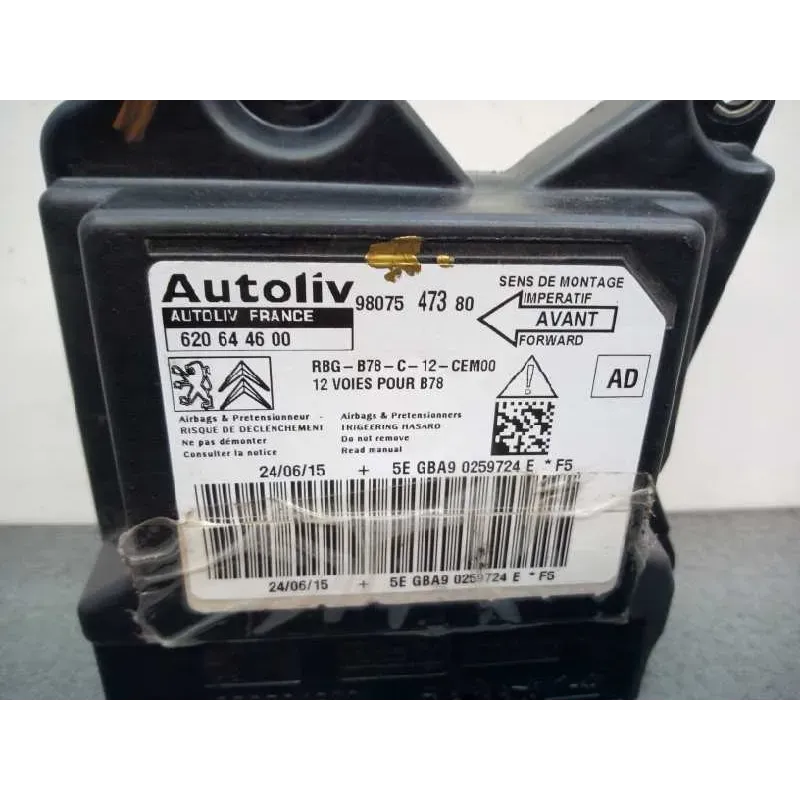 Autoliv
AUTOLIV FRANCE
620 64 46 00
98075 473 80
SENS DE MONTAGE
IMPERATIF
AVANT
FORWARD
RBG-B78-C-12-CEM00
12 VOIES POUR B78
AD
Airbags & Pretensionneur -
RISQUE DE DECLENCHEMENT
Ne pas démonter
Consulter la notice
Airbags & Pretensionners
TRIGEERING HASARD
Do not remove
Read manual
24/06/15 + 5E GBA9 0259724 E *F5
24/06/15 + 5E GBA9 0259724 E *F5